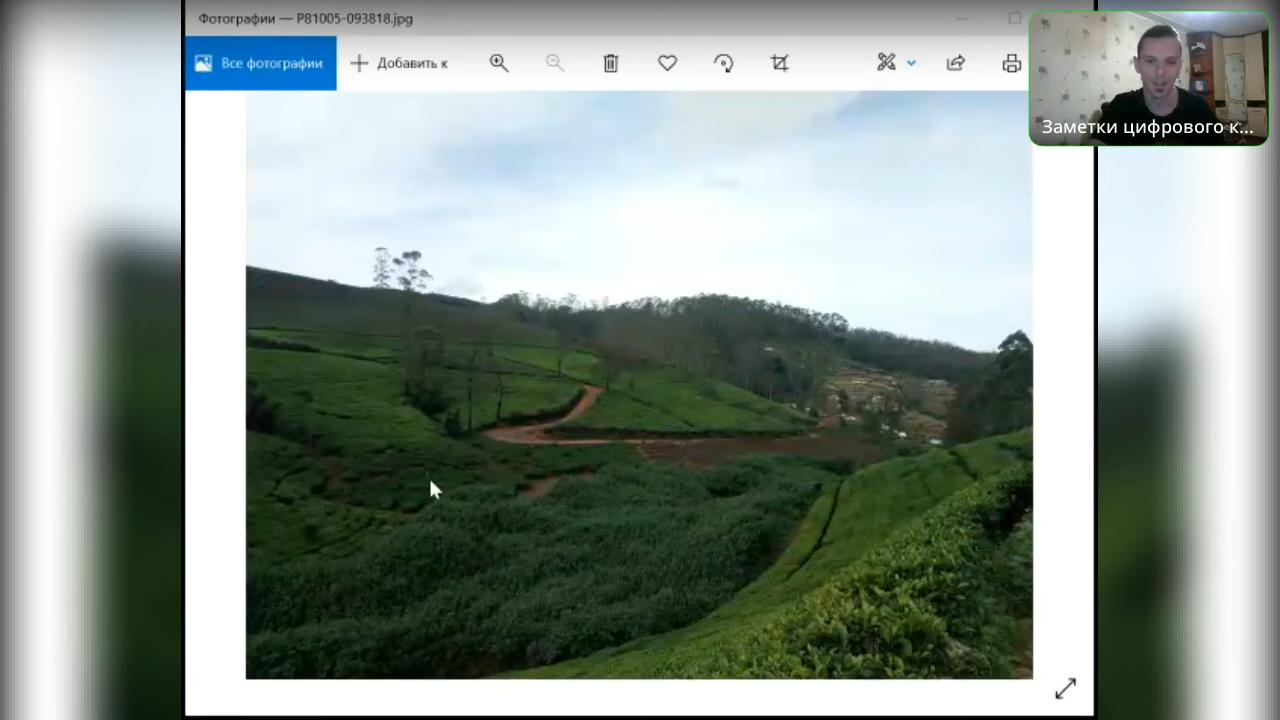 Фотографии — P81005-093818.jpg
Все фотографии
Добавить к
Заметки цифрового к...